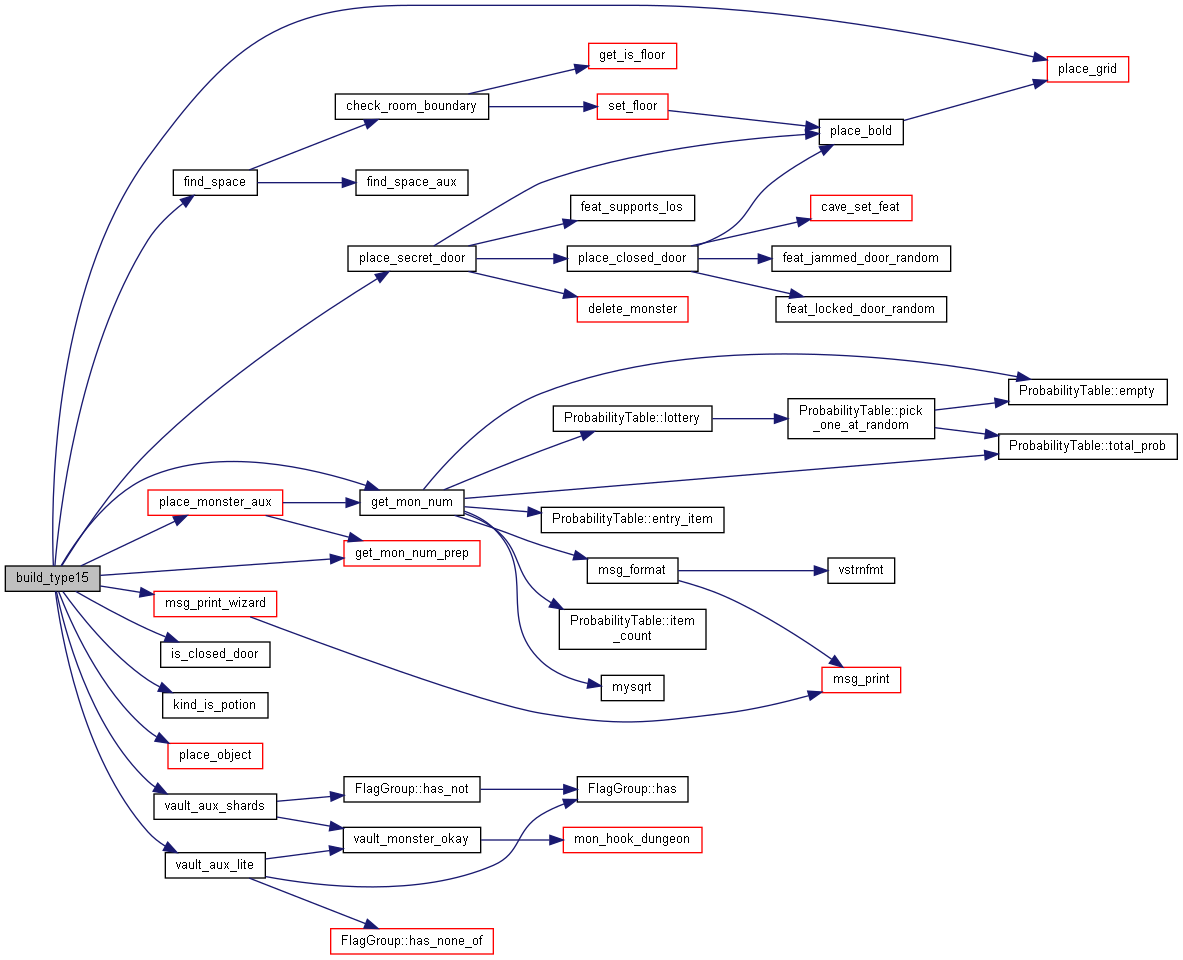 get_is_floor
place_grid
check_room_boundary
set_floor
place_bold
find_space
find_space_aux
feat_supports_los
cave_set_feat
place_secret_door
place_closed_door
feat_jammed_door_random
delete_monster
feat_locked_door_random
ProbabilityTable::empty
ProbabilityTable::lottery
ProbabilityTable::pick
_one_at_random
ProbabilityTable::total_prob
place_monster_aux
get_mon_num
ProbabilityTable::entry_item
get_mon_num_prep
build_type15
msg_format
vstrnfmt
msg_print_wizard
ProbabilityTable::item
_count
is_closed_door
mysqrt
msg_print
kind_is_potion
place_object
vault_aux_shards
FlagGroup::has_not
FlagGroup::has
vault_monster_okay
mon_hook_dungeon
vault_aux_lite
FlagGroup::has_none_of